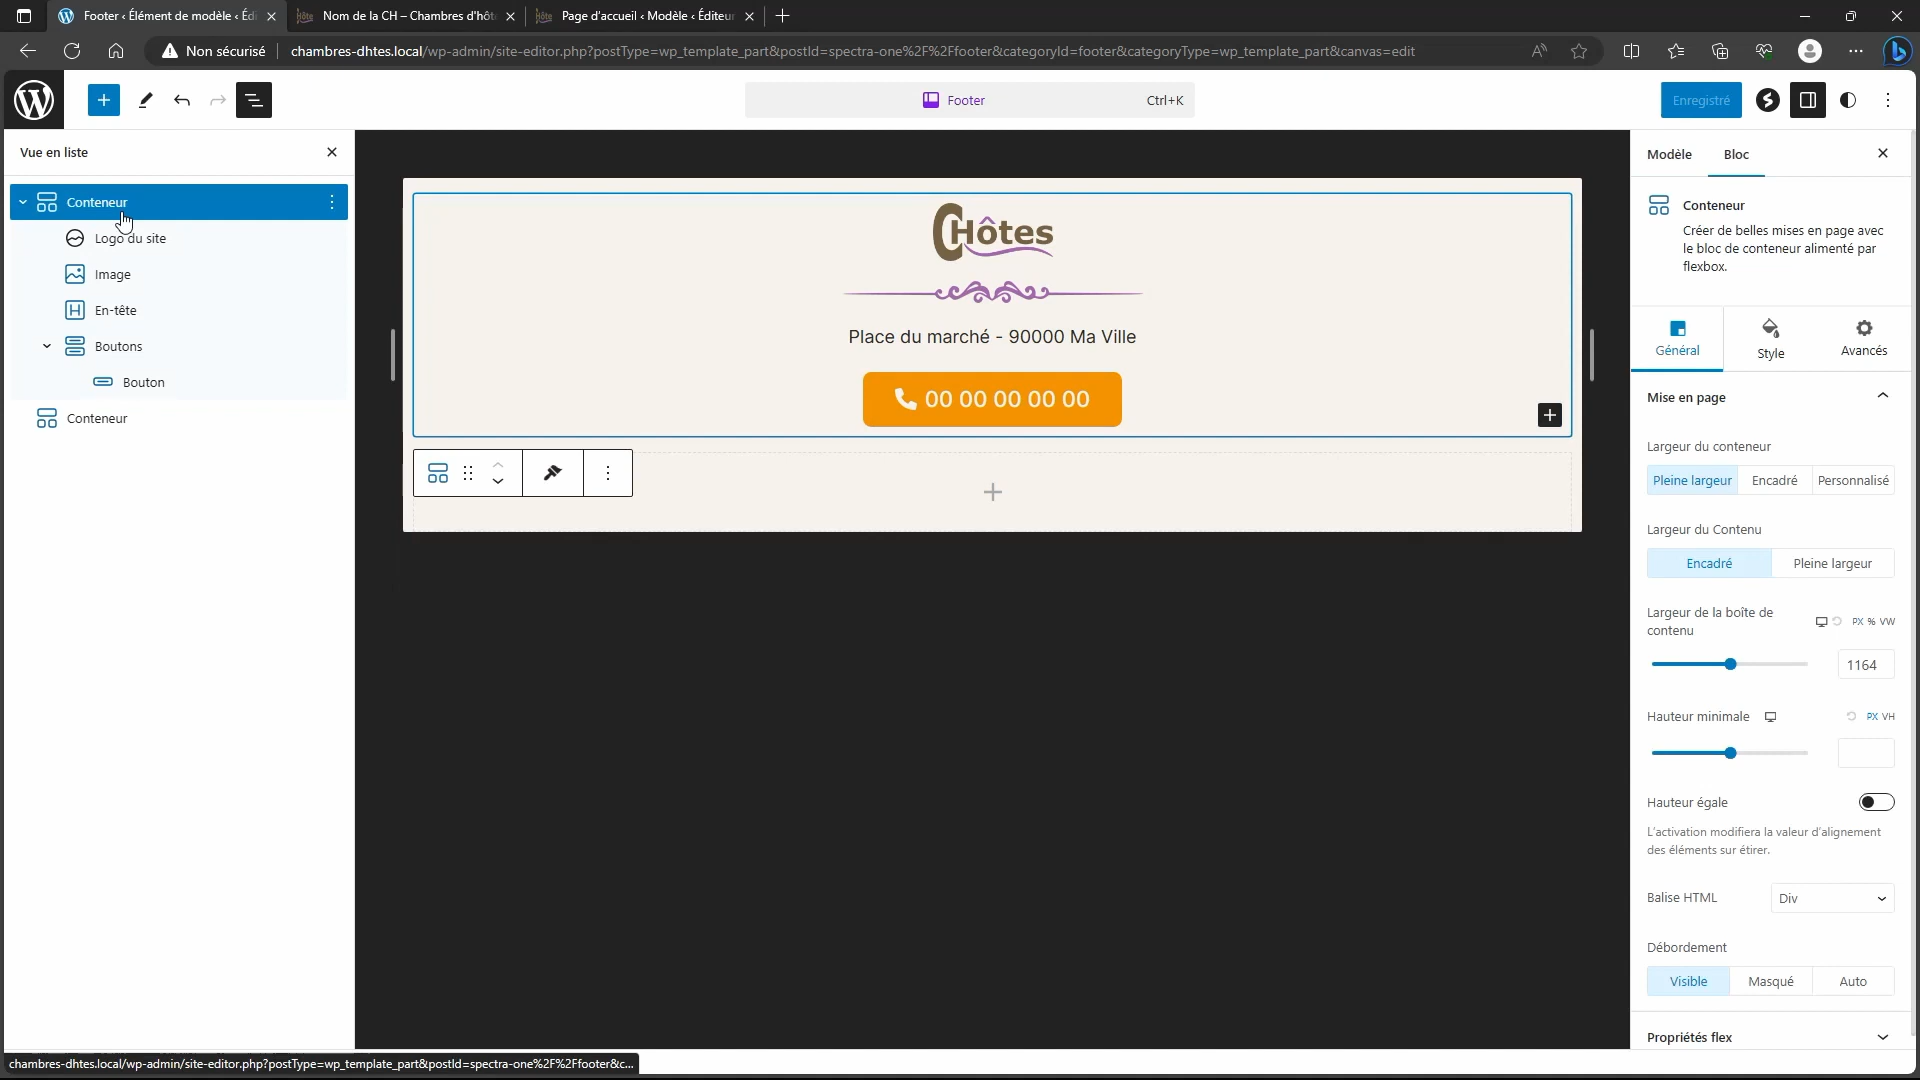 Footer ‹ Élément de modèle ‹ Édi
Nom de la CH – Chambres d'hôt
Page d'accueil ‹ Modèle ‹ Éditeur
Non sécurisé
chambres-dhtes.local/wp-admin/site-editor.php?postType=wp_template_part&postId=spectra-one%2F%2Ffooter&categoryId=footer&categoryType=wp_template_part&canvas=edit
Footer
Ctrl+K
Enregistré
Vue en liste
Conteneur
Logo du site
Image
En-tête
Boutons
Bouton
Conteneur
CHôtes
Place du marché - 90000 Ma Ville
00 00 00 00 00
Modèle
Bloc
Conteneur
Créer de belles mises en page avec
le bloc de conteneur alimenté par
flexbox.
Général
Style
Avancés
Mise en page
Largeur du conteneur
Pleine largeur
Encadré
Personnalisé
Largeur du Contenu
Encadré
Pleine largeur
Largeur de la boîte de
contenu
PX % VW
1164
Hauteur minimale
PX VH
Hauteur égale
L'activation modifiera la valeur d'alignement
des éléments sur étirer.
Balise HTML
Div
Débordement
Visible
Masqué
Auto
Propriétés flex
chambres-dhtes.local/wp-admin/site-editor.php?postType=wp_template_part&postId=spectra-one%2F%2Ffooter&c...